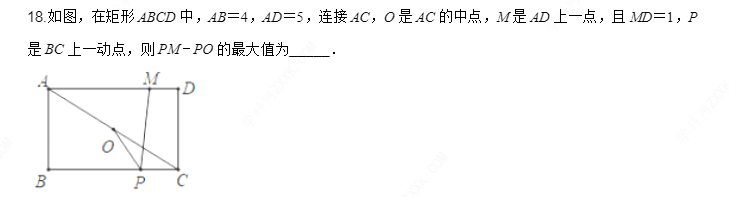 18.如图，在矩形ABCD中，AB=4，AD=5，连接AC，O是AC的中点，M是AD上一点，且MD=1，P
是BC上一动点，则PM-PO的最大值为_____．
A M D
O
B P C